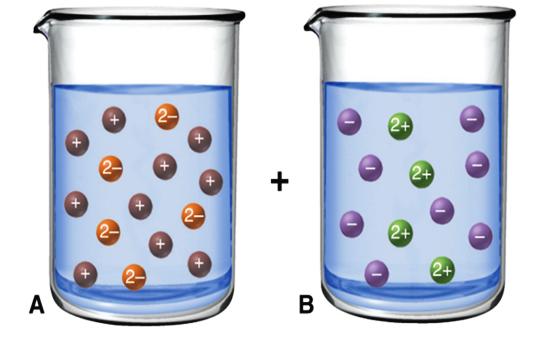 + 2–
+ +
2– +
+
+ +
2–
2– +
+
+ 2–
A
+
– 2+ –
– 2+ –
–
– 2+ –
– 2+
B